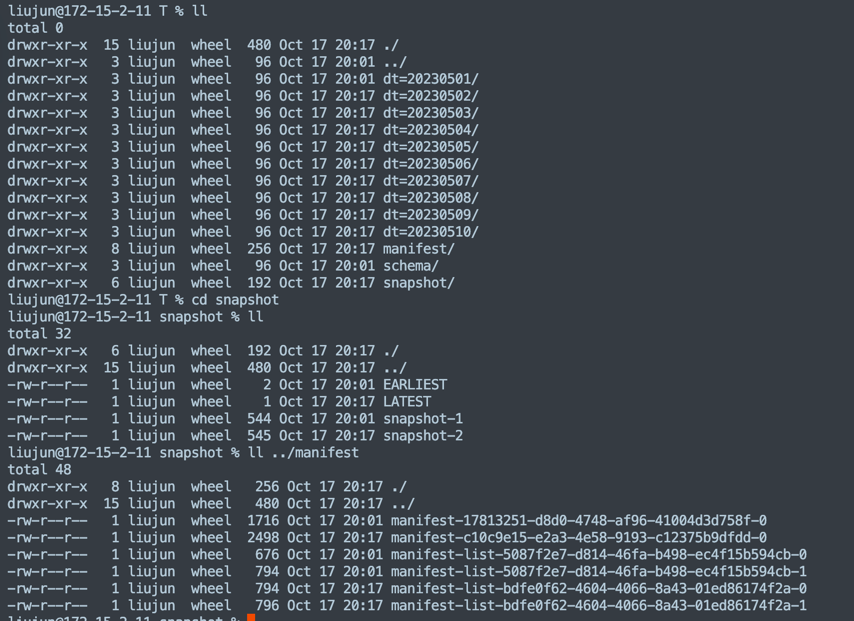 liujun@172-15-2-11 T % ll
total 0
drwxr-xr-x  15 liujun  wheel  480 Oct 17 20:17 ./
drwxr-xr-x   3 liujun  wheel   96 Oct 17 20:01 ../
drwxr-xr-x   3 liujun  wheel   96 Oct 17 20:01 dt=20230501/
drwxr-xr-x   3 liujun  wheel   96 Oct 17 20:17 dt=20230502/
drwxr-xr-x   3 liujun  wheel   96 Oct 17 20:17 dt=20230503/
drwxr-xr-x   3 liujun  wheel   96 Oct 17 20:17 dt=20230504/
drwxr-xr-x   3 liujun  wheel   96 Oct 17 20:17 dt=20230505/
drwxr-xr-x   3 liujun  wheel   96 Oct 17 20:17 dt=20230506/
drwxr-xr-x   3 liujun  wheel   96 Oct 17 20:17 dt=20230507/
drwxr-xr-x   3 liujun  wheel   96 Oct 17 20:17 dt=20230508/
drwxr-xr-x   3 liujun  wheel   96 Oct 17 20:17 dt=20230509/
drwxr-xr-x   3 liujun  wheel   96 Oct 17 20:17 dt=20230510/
drwxr-xr-x   8 liujun  wheel  256 Oct 17 20:17 manifest/
drwxr-xr-x   3 liujun  wheel   96 Oct 17 20:01 schema/
drwxr-xr-x   6 liujun  wheel  192 Oct 17 20:17 snapshot/
liujun@172-15-2-11 T % cd snapshot
liujun@172-15-2-11 snapshot % ll
total 32
drwxr-xr-x   6 liujun  wheel  192 Oct 17 20:17 ./
drwxr-xr-x  15 liujun  wheel  480 Oct 17 20:17 ../
-rw-r--r--   1 liujun  wheel    2 Oct 17 20:01 EARLIEST
-rw-r--r--   1 liujun  wheel    1 Oct 17 20:17 LATEST
-rw-r--r--   1 liujun  wheel  544 Oct 17 20:01 snapshot-1
-rw-r--r--   1 liujun  wheel  545 Oct 17 20:17 snapshot-2
liujun@172-15-2-11 snapshot % ll ../manifest
total 48
drwxr-xr-x   8 liujun  wheel   256 Oct 17 20:17 ./
drwxr-xr-x  15 liujun  wheel   480 Oct 17 20:17 ../
-rw-r--r--   1 liujun  wheel  1716 Oct 17 20:01 manifest-17813251-d8d0-4748-af96-41004d3d758f-0
-rw-r--r--   1 liujun  wheel  2498 Oct 17 20:17 manifest-c10c9e15-e2a3-4e58-9193-c12375b9dfdd-0
-rw-r--r--   1 liujun  wheel   676 Oct 17 20:01 manifest-list-5087f2e7-d814-46fa-b498-ec4f15b594cb-0
-rw-r--r--   1 liujun  wheel   794 Oct 17 20:01 manifest-list-5087f2e7-d814-46fa-b498-ec4f15b594cb-1
-rw-r--r--   1 liujun  wheel   794 Oct 17 20:17 manifest-list-bdfe0f62-4604-4066-8a43-01ed86174f2a-0
-rw-r--r--   1 liujun  wheel   796 Oct 17 20:17 manifest-list-bdfe0f62-4604-4066-8a43-01ed86174f2a-1
liujun@172-15-2-11 snapshot %